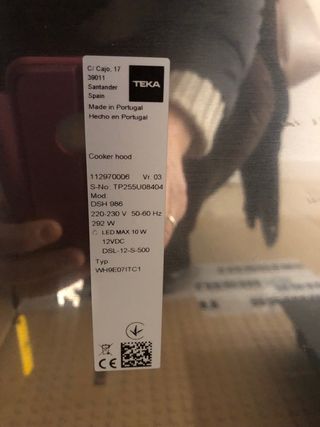 C/ Cajo, 17
39011
Santander
Spain
TEKA
Made in Portugal
Hecho en Portugal
Cooker hood
112970006 Vr. 03
S-No. TP255U08404
Mod.
DSH 986
220-230 V 50-60 Hz
292 W
LED MAX 10 W
12VDC
DSL-12-S-500
Typ
WH9E07ITC1
CE